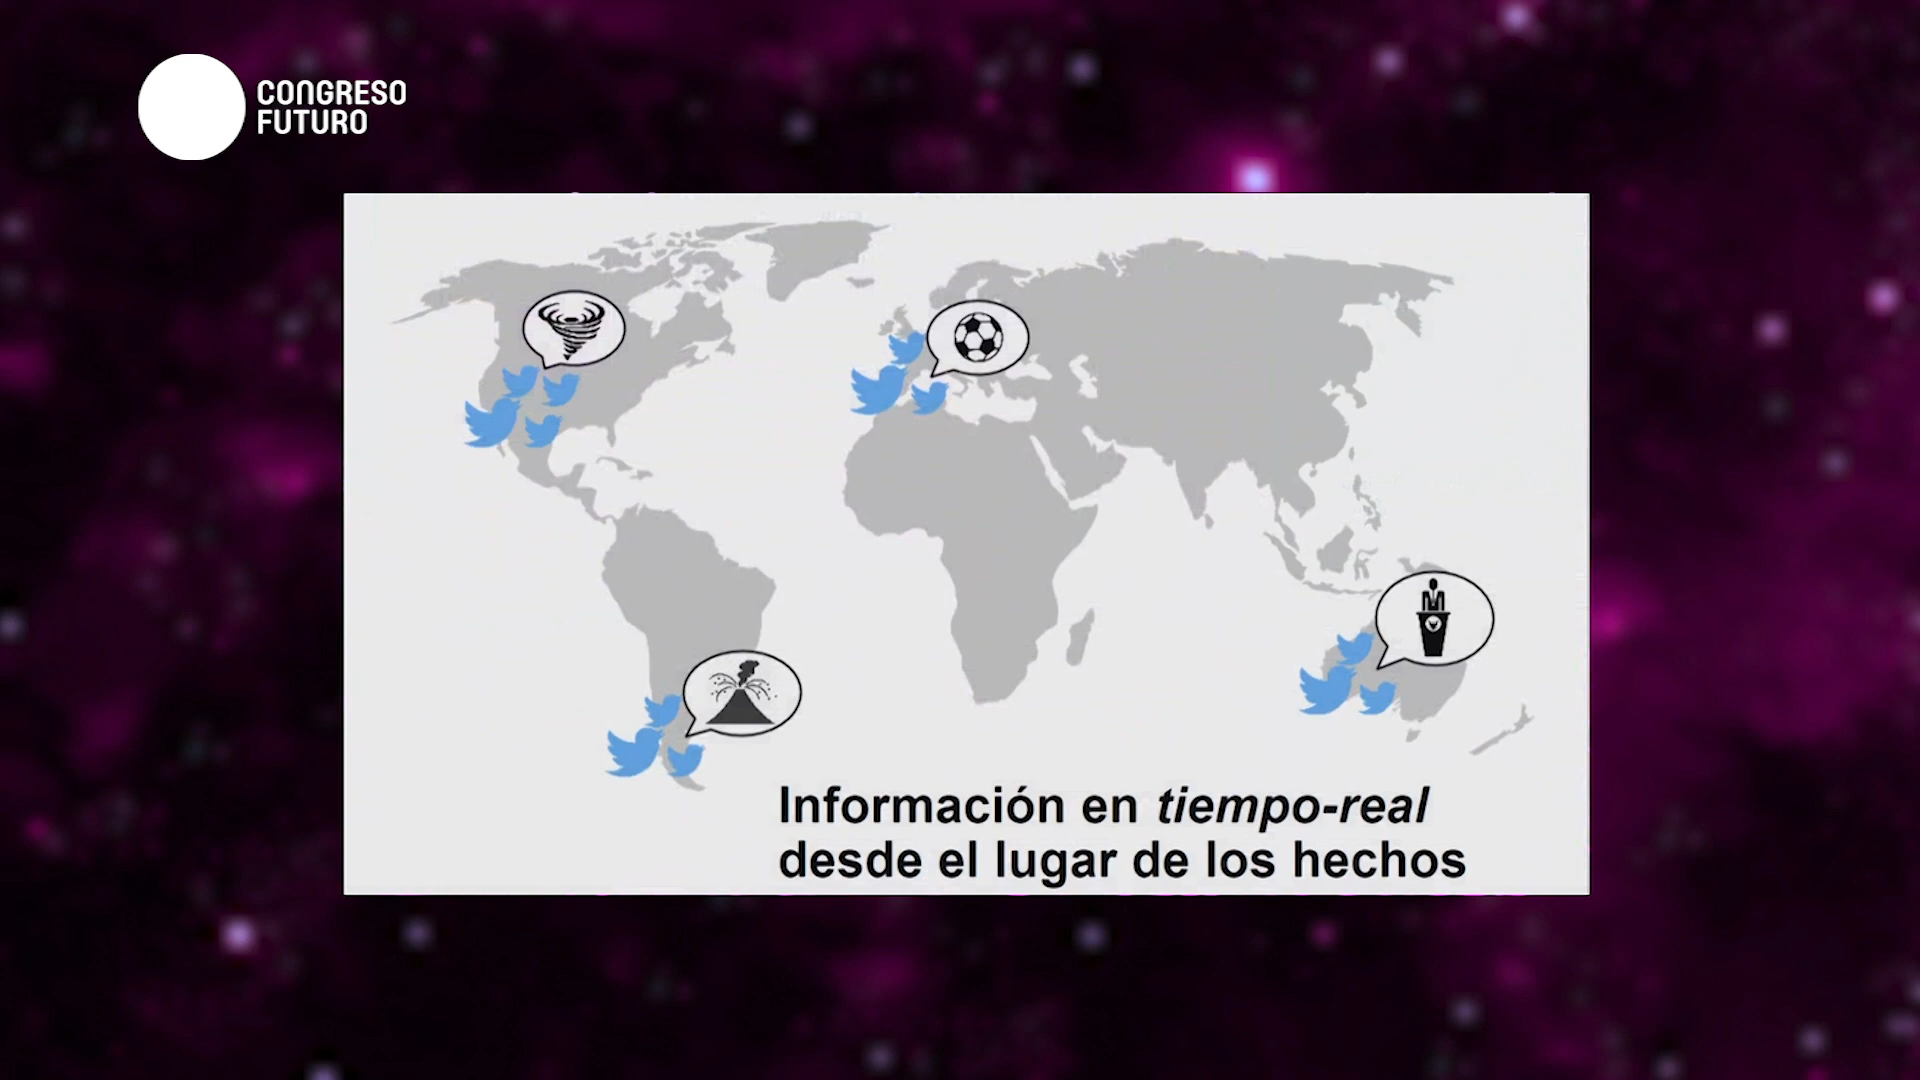 CONGRESO
FUTURO
Información en tiempo-real
desde el lugar de los hechos